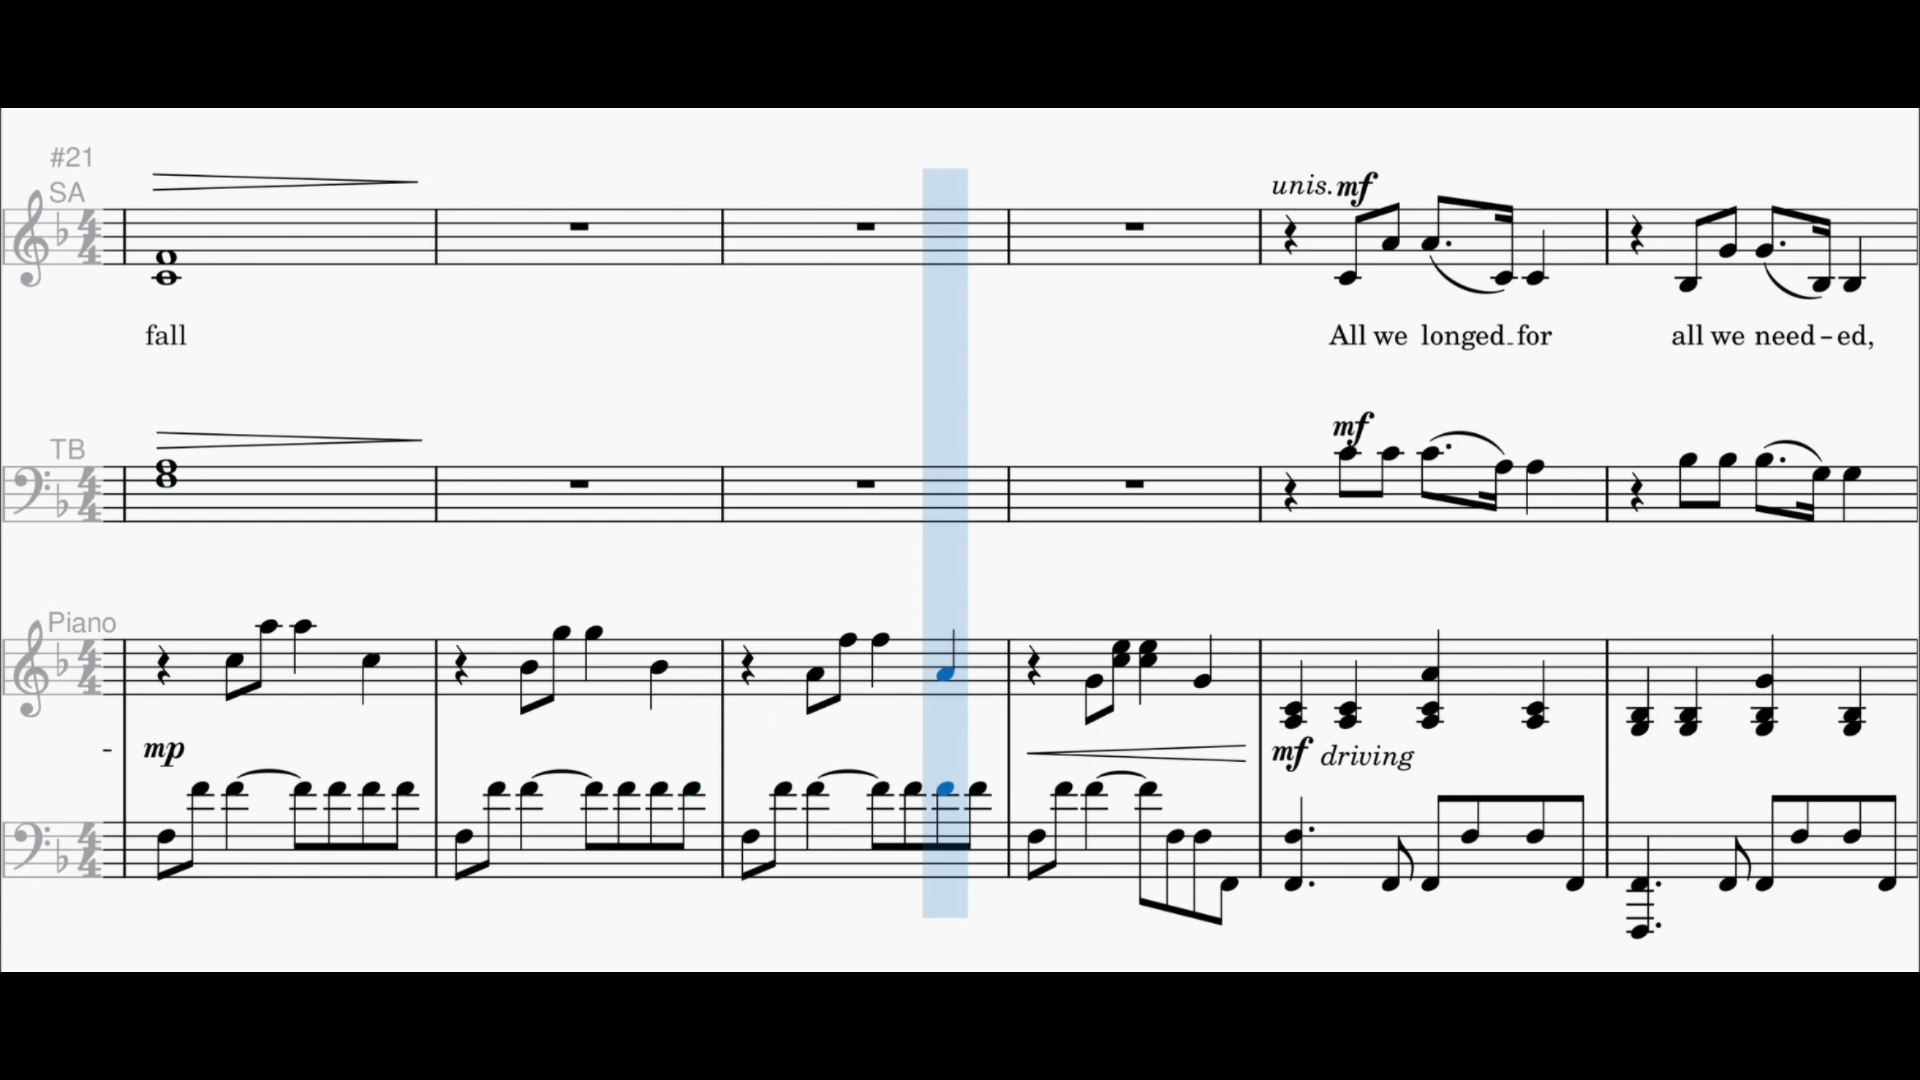 #21
SA
unis. mf
fall All we longed for all we need-ed,
TB
mf
Piano
- mp mf driving